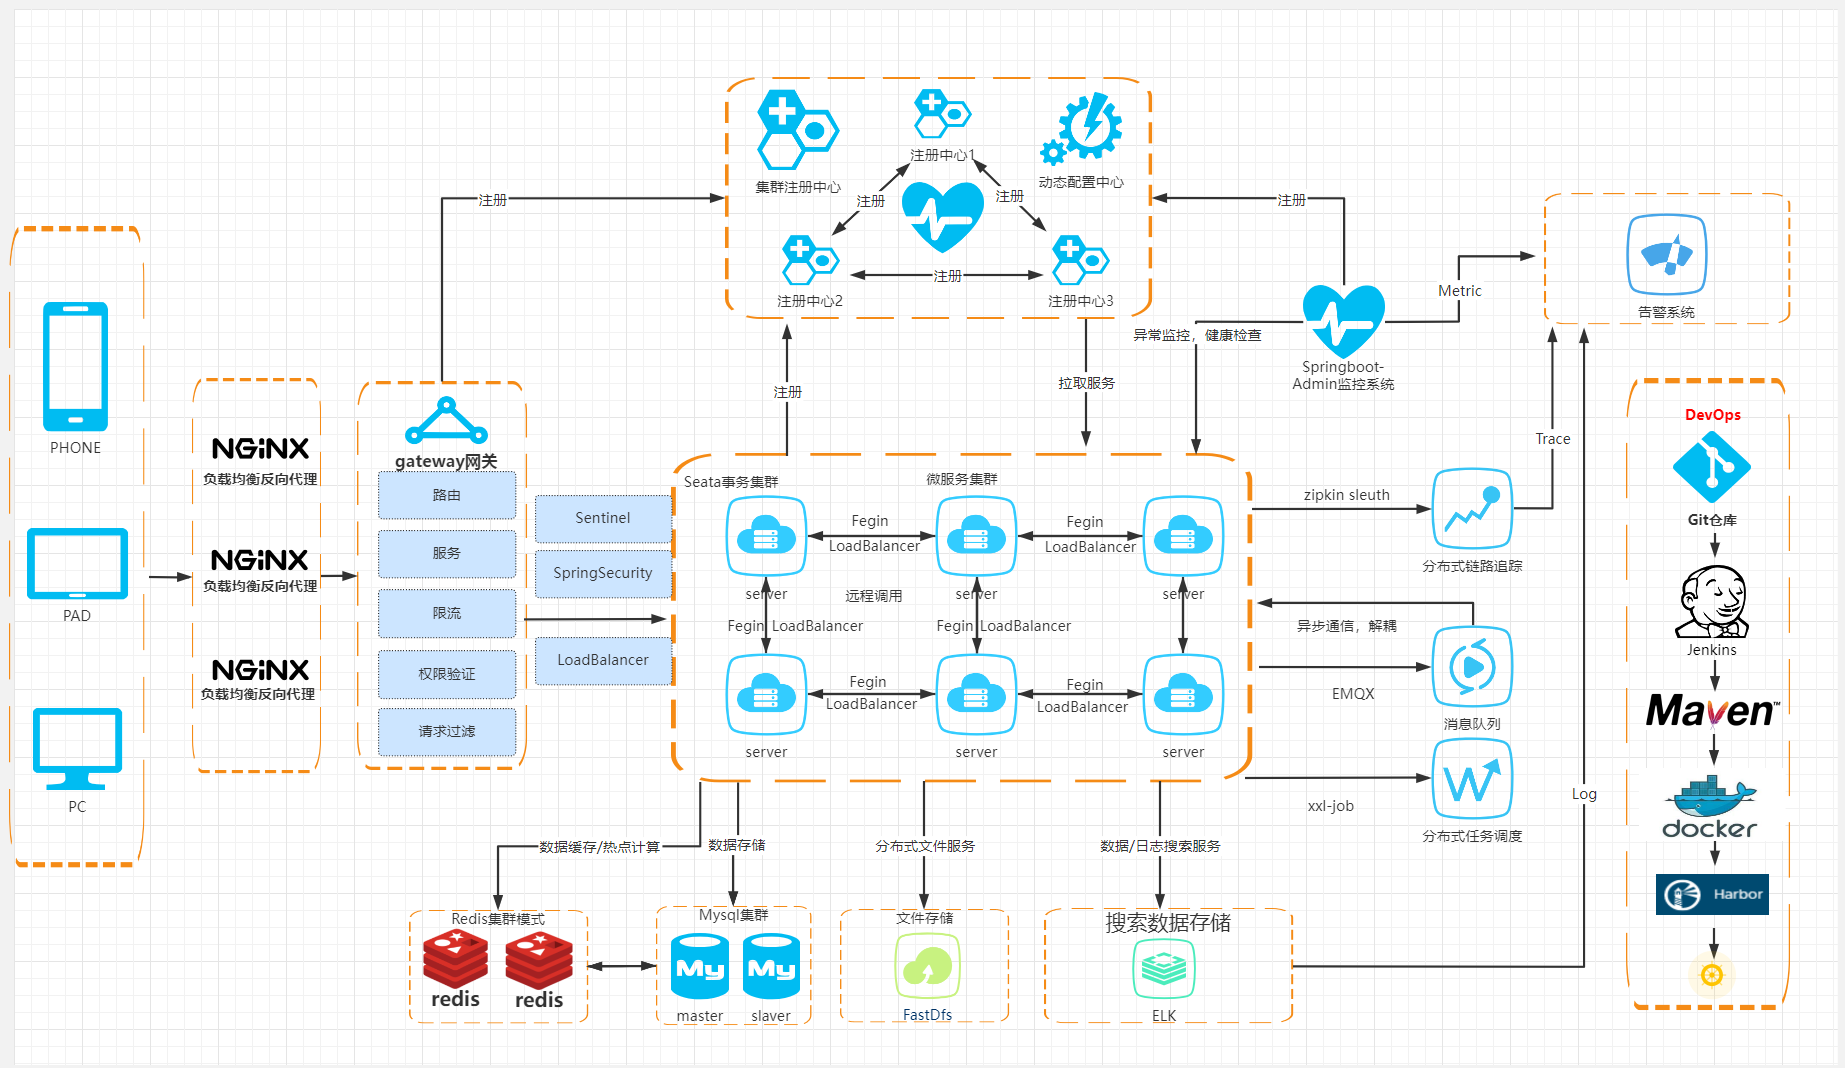 集群注册中心
注册中心1
动态配置中心
注册
注册
注册
注册中心2
注册中心3
注册
注册
注册
拉取服务
异常监控，健康检查
Springboot-
Admin监控系统
Metric
告警系统
Trace
Log
PHONE
PAD
PC
NGINX
负载均衡反向代理
NGINX
负载均衡反向代理
NGINX
负载均衡反向代理
gateway网关
路由
服务
限流
权限验证
请求过滤
Sentinel
SpringSecurity
LoadBalancer
Seata事务集群
微服务集群
Fegin
LoadBalancer
Fegin
LoadBalancer
server
远程调用
server
server
Fegin LoadBalancer
Fegin LoadBalancer
Fegin
LoadBalancer
Fegin
LoadBalancer
server
server
server
zipkin sleuth
分布式链路追踪
异步通信，解耦
EMQX
消息队列
xxl-job
分布式任务调度
数据缓存/热点计算
数据存储
分布式文件服务
数据/日志搜索服务
Redis集群模式
redis
redis
Mysql集群
My
My
master
slaver
文件存储
FastDfs
搜索数据存储
ELK
DevOps
Git仓库
Jenkins
Maven™
docker
Harbor